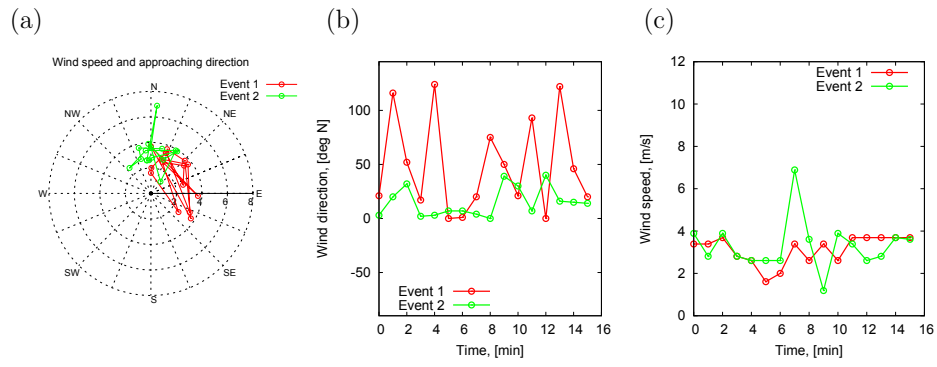 (a)
Wind speed and approaching direction
Event 1
Event 2
N
NE
E
SE
S
SW
W
NW
2 4 6 8
(b)
Wind direction, [deg N]
100
50
0
-50
Event 1
Event 2
0 2 4 6 8 10 12 14 16
Time, [min]
(c)
Wind speed, [m/s]
12
10
8
6
4
2
0
Event 1
Event 2
0 2 4 6 8 10 12 14 16
Time, [min]